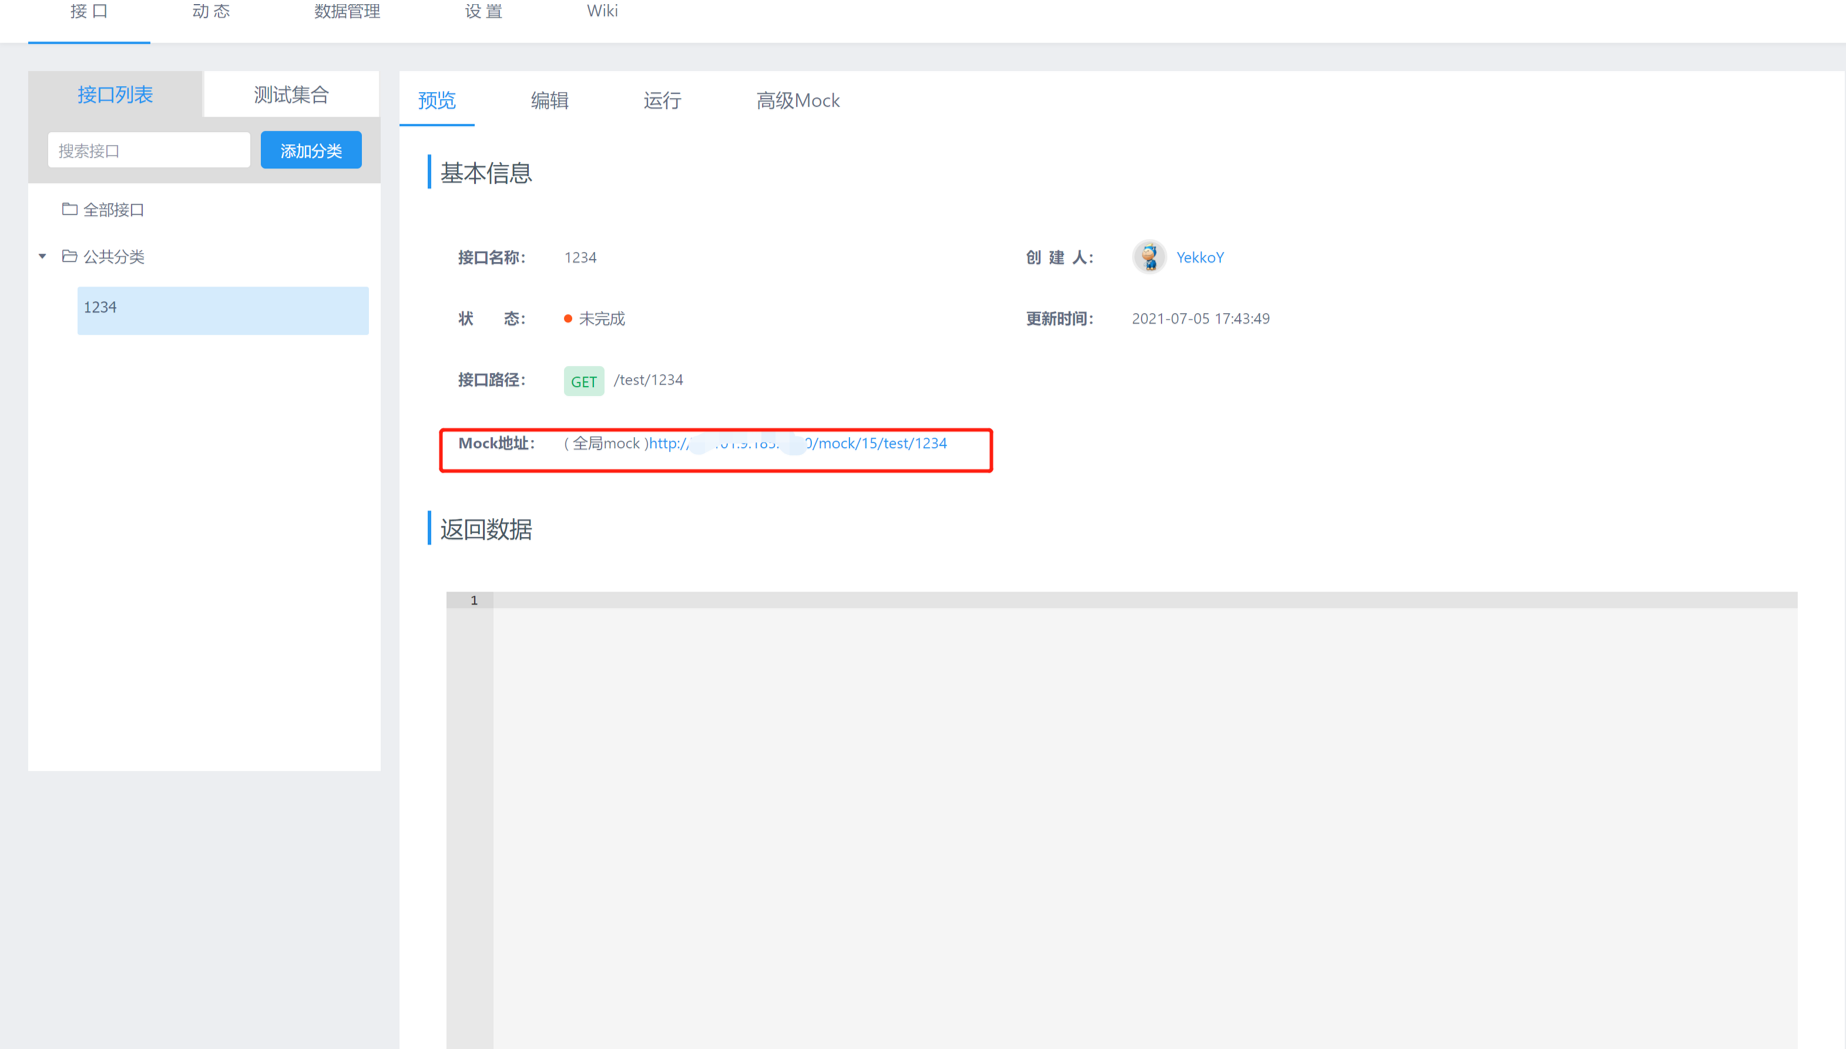 接 口 动 态 数据管理 设 置 Wiki
接口列表 测试集合
搜索接口 添加分类
全部接口
公共分类
1234
预览 编辑 运行 高级Mock
基本信息
接口名称： 1234 创 建 人： YekkoY
状 态： 未完成 更新时间： 2021-07-05 17:43:49
接口路径： GET /test/1234
Mock地址： ( 全局mock )http:// 0/mock/15/test/1234
返回数据
1